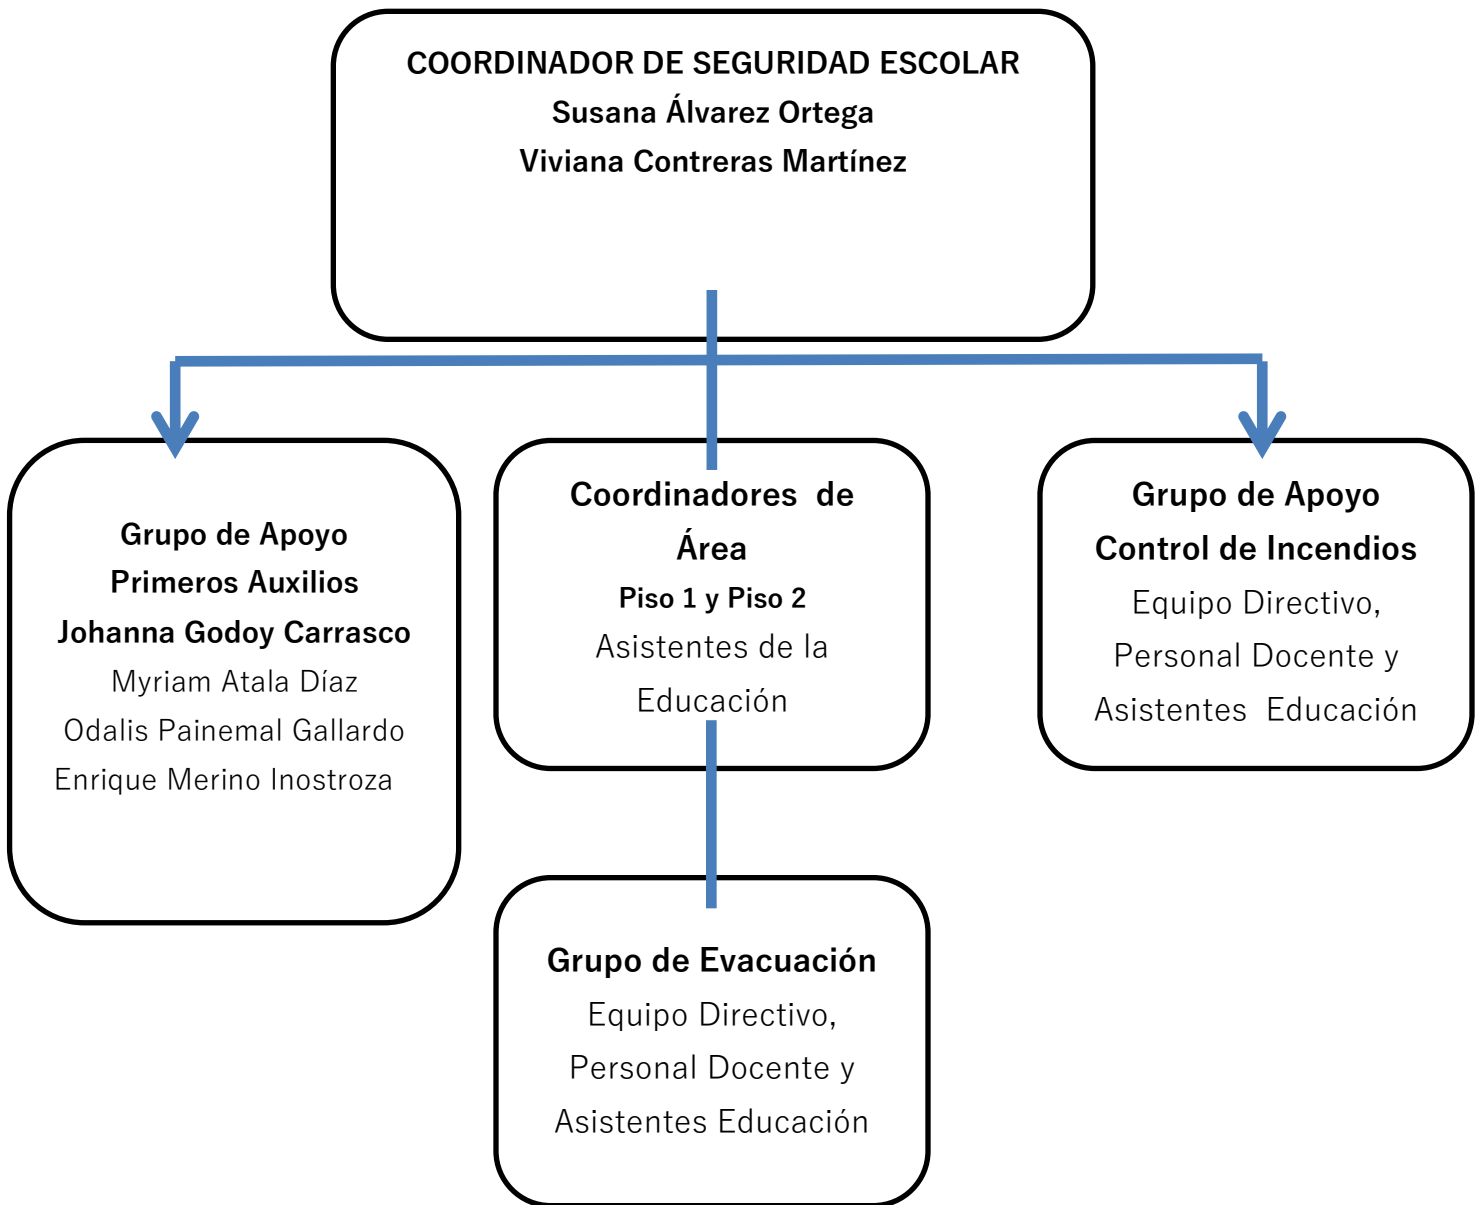 COORDINADOR DE SEGURIDAD ESCOLAR
Susana Álvarez Ortega
Viviana Contreras Martínez
Grupo de Apoyo
Primeros Auxilios
Johanna Godoy Carrasco
Myriam Atala Díaz
Odalis Painemal Gallardo
Enrique Merino Inostroza
Coordinadores de
Área
Piso 1 y Piso 2
Asistentes de la
Educación
Grupo de Apoyo
Control de Incendios
Equipo Directivo,
Personal Docente y
Asistentes Educación
Grupo de Evacuación
Equipo Directivo,
Personal Docente y
Asistentes Educación